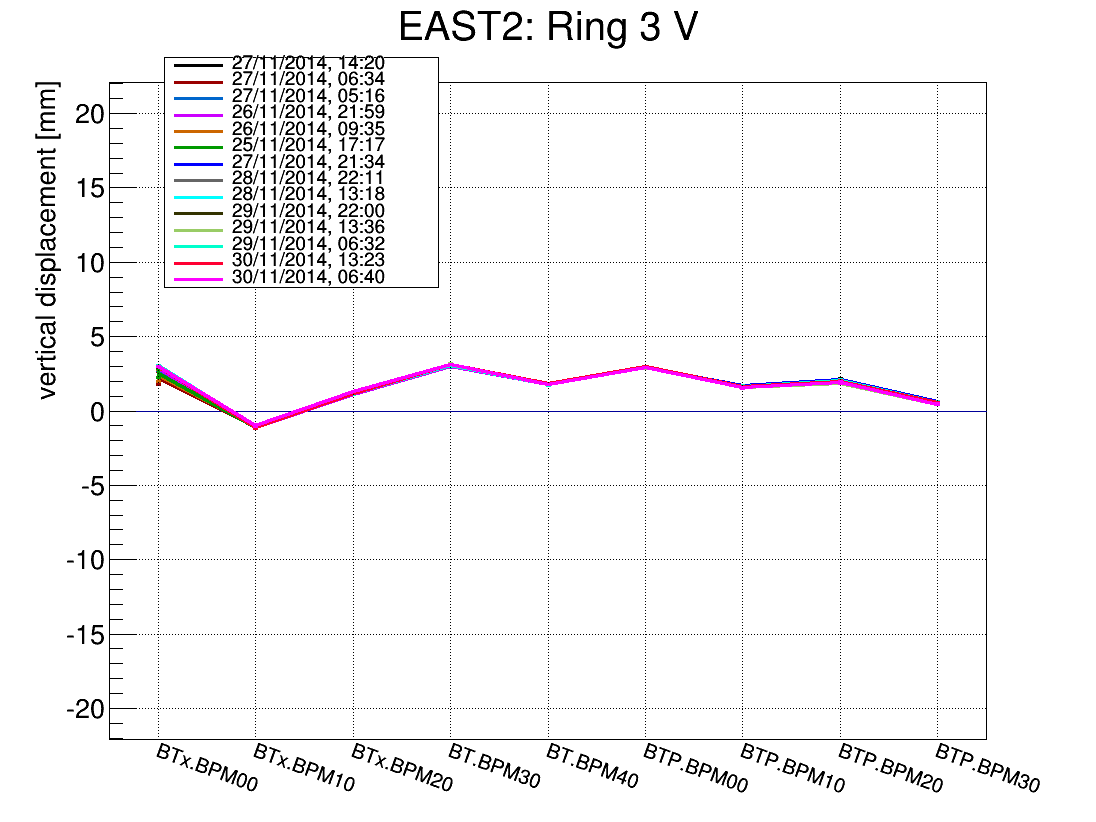 EAST2: Ring 3 V
vertical displacement [mm]
27/11/2014, 14:20
27/11/2014, 06:34
27/11/2014, 05:16
26/11/2014, 21:59
26/11/2014, 09:35
25/11/2014, 17:17
27/11/2014, 21:34
28/11/2014, 22:11
28/11/2014, 13:18
29/11/2014, 22:00
29/11/2014, 13:36
29/11/2014, 06:32
30/11/2014, 13:23
30/11/2014, 06:40
20
15
10
5
0
-5
-10
-15
-20
BTx.BPM00
BTx.BPM10
BTx.BPM20
BT.BPM30
BT.BPM40
BTP.BPM00
BTP.BPM10
BTP.BPM20
BTP.BPM30